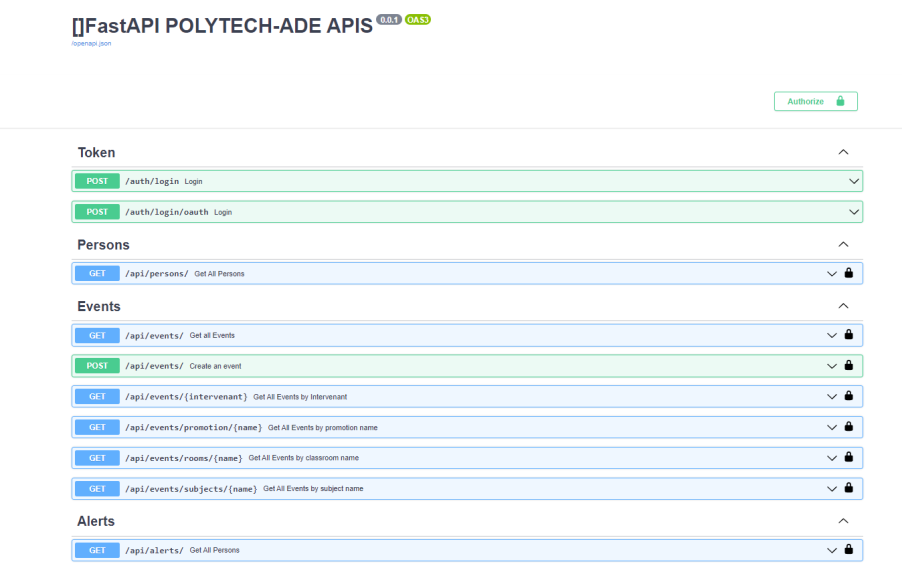 []FastAPI POLYTECH-ADE APIS 0.0.1 OAS3
/openapi.json
Authorize
Token
POST /auth/login Login
POST /auth/login/oauth Login
Persons
GET /api/persons/ Get All Persons
Events
GET /api/events/ Get all Events
POST /api/events/ Create an event
GET /api/events/{intervenant} Get All Events by Intervenant
GET /api/events/promotion/{name} Get All Events by promotion name
GET /api/events/rooms/{name} Get All Events by classroom name
GET /api/events/subjects/{name} Get All Events by subject name
Alerts
GET /api/alerts/ Get All Persons